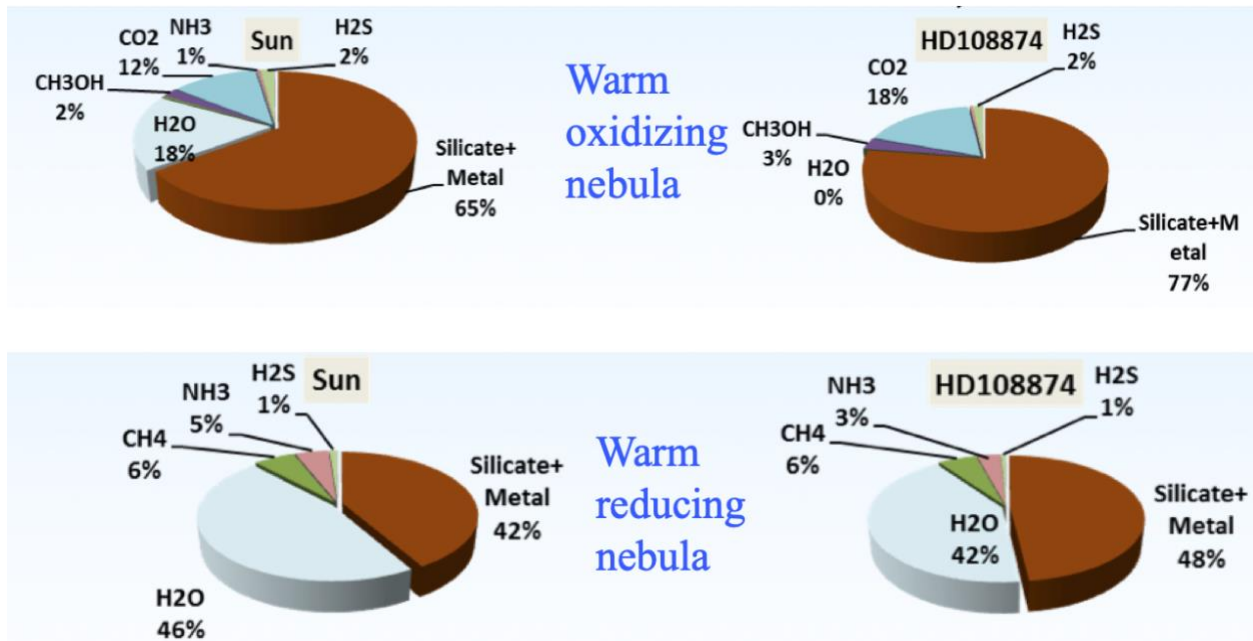 NH3
1%
Sun
H2S
2%
CO2
12%
CH3OH
2%
H2O
18%
Silicate+
Metal
65%
Warm
oxidizing
nebula
HD108874
H2S
2%
CO2
18%
CH3OH
3%
H2O
0%
Silicate+M
etal
77%
H2S
1%
Sun
NH3
5%
CH4
6%
Silicate+
Metal
42%
H2O
46%
Warm
reducing
nebula
NH3
3%
HD108874
H2S
1%
CH4
6%
H2O
42%
Silicate+
Metal
48%